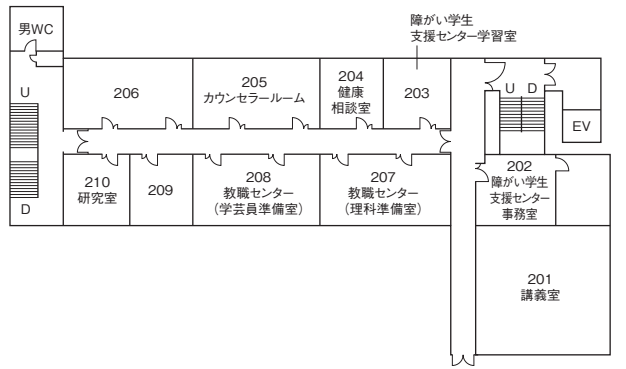 障がい学生
支援センター学習室
男WC
U
206
205
カウンセラールーム
204
健康
相談室
203
U D
EV
D
210
研究室
209
208
教職センター
(学芸員準備室)
207
教職センター
(理科準備室)
202
障がい学生
支援センター
事務室
201
講義室